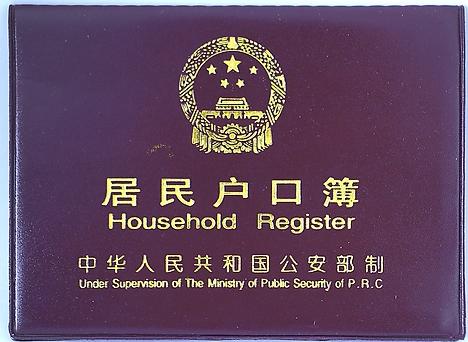 居民户口簿
Household Register
中华人民共和国公安部制
Under Supervision of The Ministry of Public Security of P.R.C